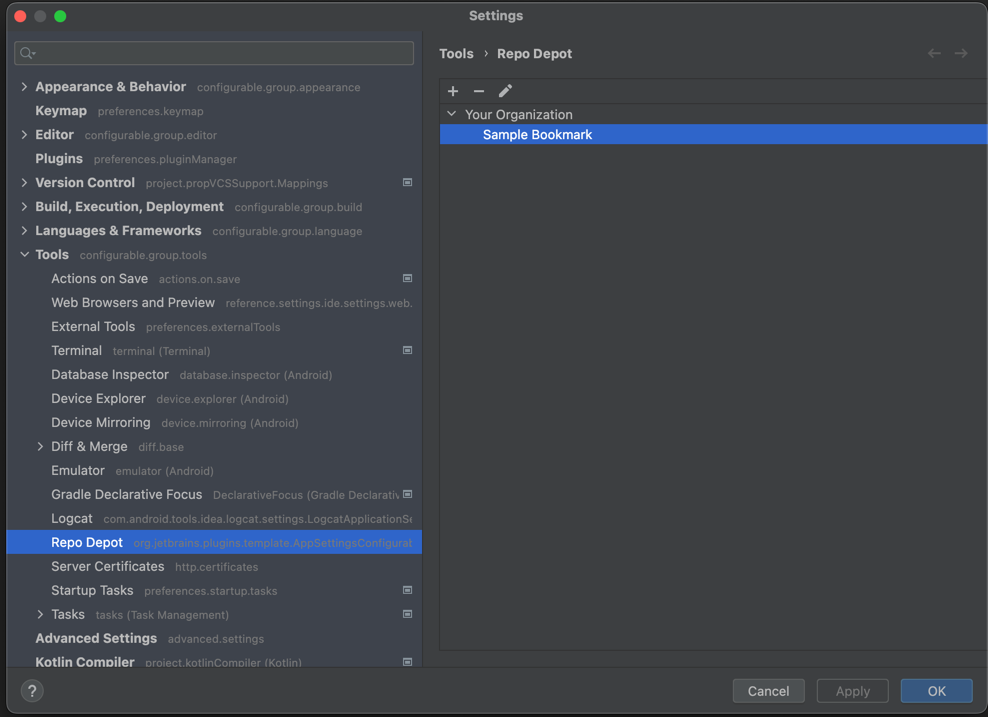 Settings
Appearance & Behavior configurable.group.appearance
Keymap preferences.keymap
Editor configurable.group.editor
Plugins preferences.pluginManager
Version Control project.propVCSSupport.Mappings
Build, Execution, Deployment configurable.group.build
Languages & Frameworks configurable.group.language
Tools configurable.group.tools
Actions on Save actions.on.save
Web Browsers and Preview reference.settings.ide.settings.web.
External Tools preferences.externalTools
Terminal terminal (Terminal)
Database Inspector database.inspector (Android)
Device Explorer device.explorer (Android)
Device Mirroring device.mirroring (Android)
Diff & Merge diff.base
Emulator emulator (Android)
Gradle Declarative Focus DeclarativeFocus (Gradle Declarativ
Logcat com.android.tools.idea.logcat.settings.LogcatApplicationSe
Repo Depot org.jetbrains.plugins.template.AppSettingsConfigurat
Server Certificates http.certificates
Startup Tasks preferences.startup.tasks
Tasks tasks (Task Management)
Advanced Settings advanced.settings
Kotlin Compiler project.kotlinCompiler (Kotlin)
Tools › Repo Depot
Your Organization
Sample Bookmark
?
Cancel
Apply
OK